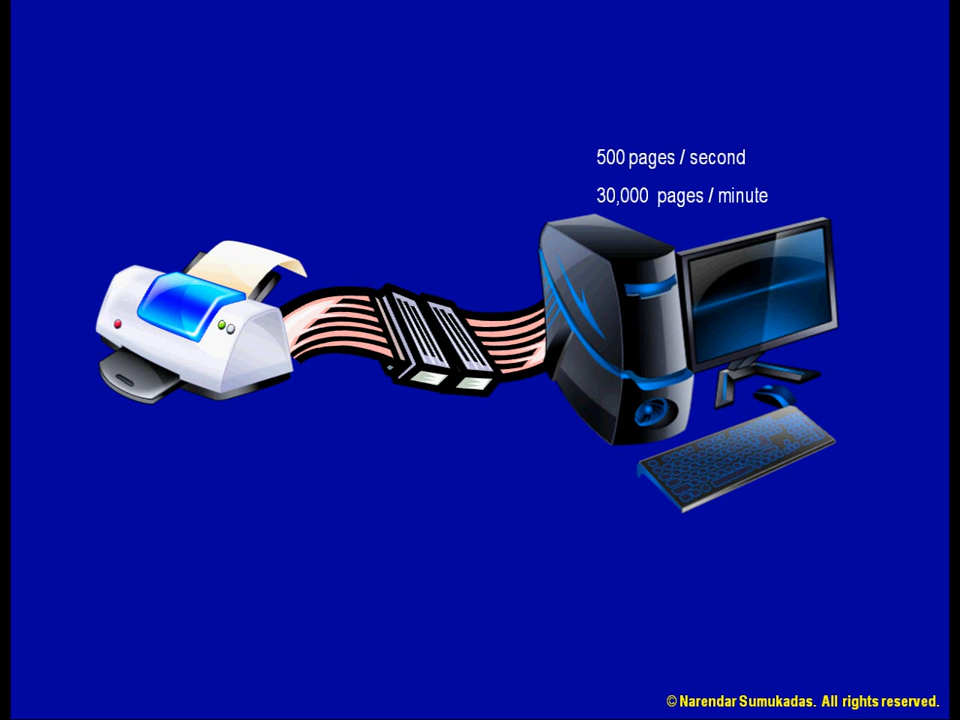 500 pages / second
30,000 pages / minute
© Narendar Sumukadas. All rights reserved.